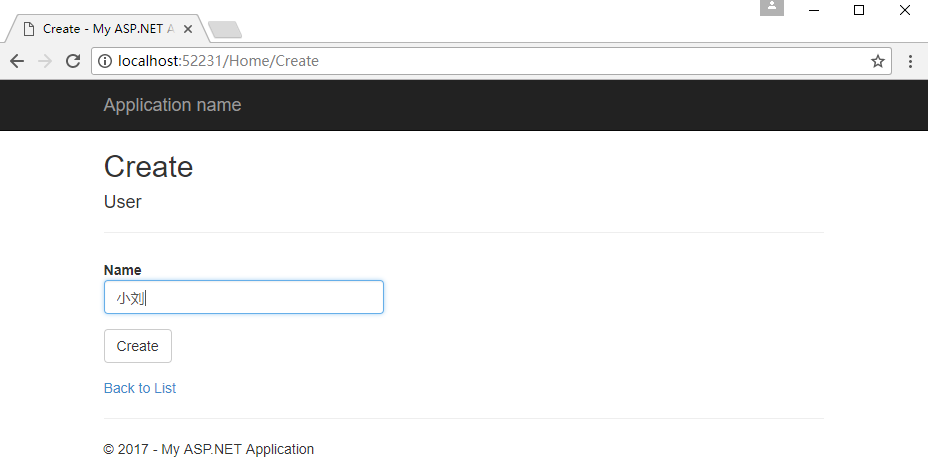 Create - My ASP.NET A
localhost:52231/Home/Create
Application name
Create
User
Name
小刘
Create
Back to List
© 2017 - My ASP.NET Application